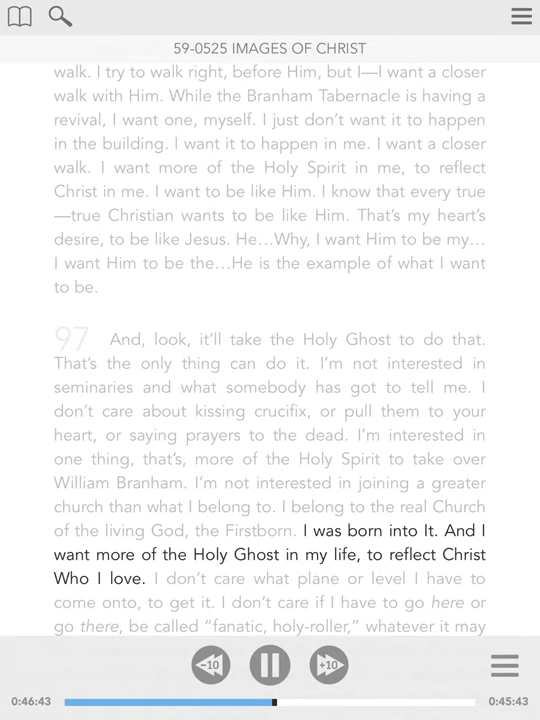 59-0525 IMAGES OF CHRIST
walk. I try to walk right, before Him, but I—I want a closer
walk with Him. While the Branham Tabernacle is having a
revival, I want one, myself. I just don’t want it to happen
in the building. I want it to happen in me. I want a closer
walk. I want more of the Holy Spirit in me, to reflect
Christ in me. I want to be like Him. I know that every true
—true Christian wants to be like Him. That’s my heart’s
desire, to be like Jesus. He…Why, I want Him to be my…
I want Him to be the…He is the example of what I want
to be.
97 And, look, it’ll take the Holy Ghost to do that.
That’s the only thing can do it. I’m not interested in
seminaries and what somebody has got to tell me. I
don’t care about kissing crucifix, or pull them to your
heart, or saying prayers to the dead. I’m interested in
one thing, that’s, more of the Holy Spirit to take over
William Branham. I’m not interested in joining a greater
church than what I belong to. I belong to the real Church
of the living God, the Firstborn. I was born into It. And I
want more of the Holy Ghost in my life, to reflect Christ
Who I love. I don’t care what plane or level I have to
come onto, to get it. I don’t care if I have to go here or
go there, be called “fanatic, holy-roller,” whatever it may
-10 +10
0:46:43 0:45:43